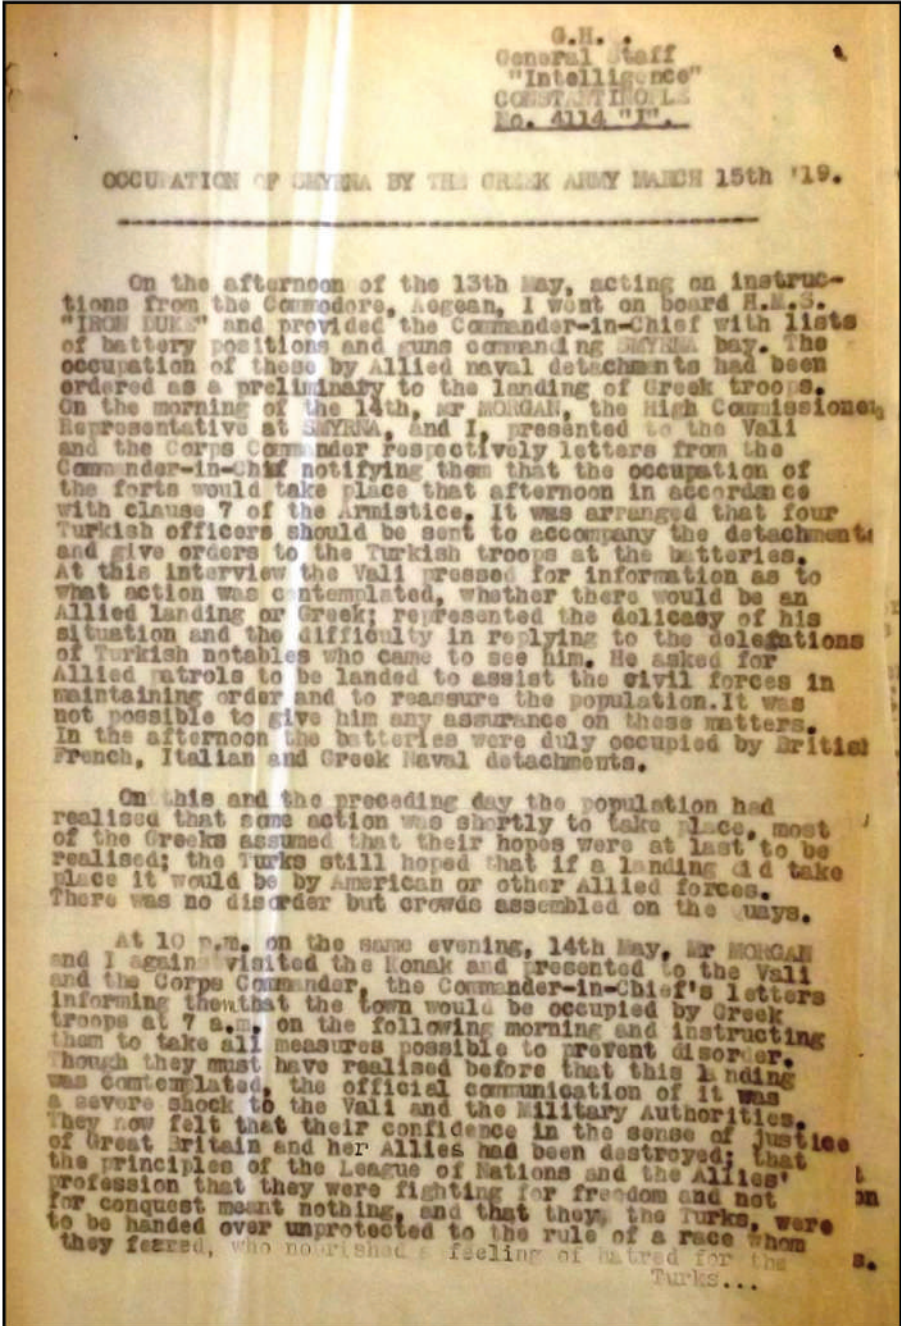 G.H. .
General Staff
"Intelligence"
CONSTANTINOPLE
No. 4114 "I".
OCCUPATION OF SMYRNA BY THE GREEK ARMY MARCH 15th '19.
On the afternoon of the 13th May, acting on instruc-
tions from the Commodore, Aegean, I went on board H.M.S.
"IRON DUKE" and provided the Commander-in-Chief with lists
of battery positions and guns commanding SMYRNA bay. The
occupation of these by Allied naval detachments had been
ordered as a preliminary to the landing of Greek troops.
On the morning of the 14th, Mr MORGAN, the High Commissioner,
Representative at SMYRNA, and I, presented to the Vali
and the Corps Commander respectively letters from the
Commander-in-Chif notifying them that the occupation of
the forts would take place that afternoon in accordance
with clause 7 of the Armistice. It was arranged that four
Turkish officers should be sent to accompany the detachments
and give orders to the Turkish troops at the batteries.
At this interview the Vali pressed for information as to
what action was contemplated, whether there would be an
Allied landing or Greek; represented the delicacy of his
situation and the difficulty in replying to the delegations
of Turkish notables who came to see him. He asked for
Allied patrols to be landed to assist the civil forces in
maintaining order and to reassure the population.It was
not possible to give him any assurance on these matters.
In the afternoon the batteries were duly occupied by British
French, Italian and Greek Naval detachments.
On this and the preceding day the population had
realised that some action was shortly to take place, most
of the Greeks assumed that their hopes were at last to be
realised; the Turks still hoped that if a landing did take
place it would be by American or other Allied forces.
There was no disorder but crowds assembled on the quays.
At 10 p.m. on the same evening, 14th May, Mr MORGAN
and I again visited the Konak and presented to the Vali
and the Corps Commander, the Commander-in-Chief's letters
informing them that the town would be occupied by Greek
troops at 7 a.m. on the following morning and instructing
them to take all measures possible to prevent disorder.
Though they must have realised before that this landing
was comtemplated, the official communication of it was
a severe shock to the Vali and the Military Authorities.
They now felt that their confidence in the sense of justice
of Great Britain and her Allies had been destroyed; that
the principles of the League of Nations and the Allies'
profession that they were fighting for freedom and not
for conquest meant nothing, and that they, the Turks, were
to be handed over unprotected to the rule of a race whom
they feared, who nourished a feeling of hatred for the
Turks...